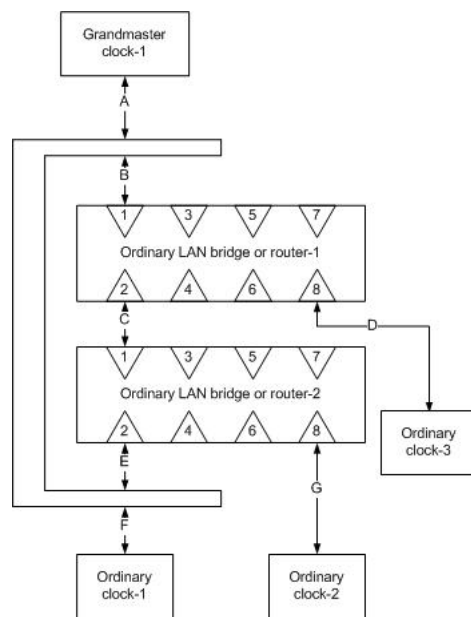 Grandmaster
clock-1
A
B
1 3 5 7
Ordinary LAN bridge or router-1
2 4 6 8
C
D
1 3 5 7
Ordinary LAN bridge or router-2
2 4 6 8
Ordinary
clock-3
E
G
F
Ordinary
clock-1
Ordinary
clock-2